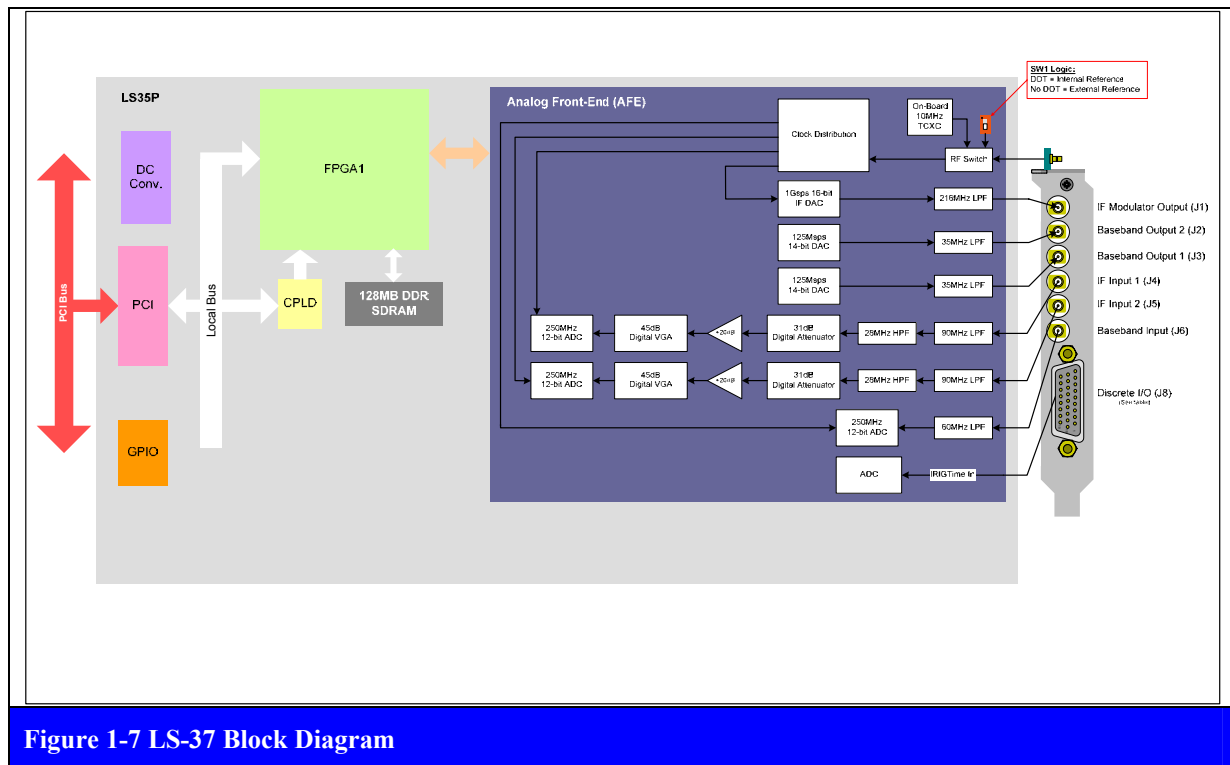 SW1 Logic:
DOT = Internal Reference
No DOT = External Reference
LS35P
DC
Conv.
PCI Bus
PCI
GPIO
Local Bus
FPGA1
CPLD
128MB DDR
SDRAM
Analog Front-End (AFE)
Clock Distribution
On-Board
10MHz
TCXC
RF Switch
1Gsps 16-bit
IF DAC
216MHz LPF
125Msps
14-bit DAC
35MHz LPF
125Msps
14-bit DAC
35MHz LPF
250MHz
12-bit ADC
45dB
Digital VGA
+20dB
31dB
Digital Attenuator
28MHz HPF
90MHz LPF
250MHz
12-bit ADC
45dB
Digital VGA
+20dB
31dB
Digital Attenuator
28MHz HPF
90MHz LPF
250MHz
12-bit ADC
60MHz LPF
ADC
IRIGTime In
IF Modulator Output (J1)
Baseband Output 2 (J2)
Baseband Output 1 (J3)
IF Input 1 (J4)
IF Input 2 (J5)
Baseband Input (J6)
Discrete I/O (J8)
Figure 1-7 LS-37 Block Diagram